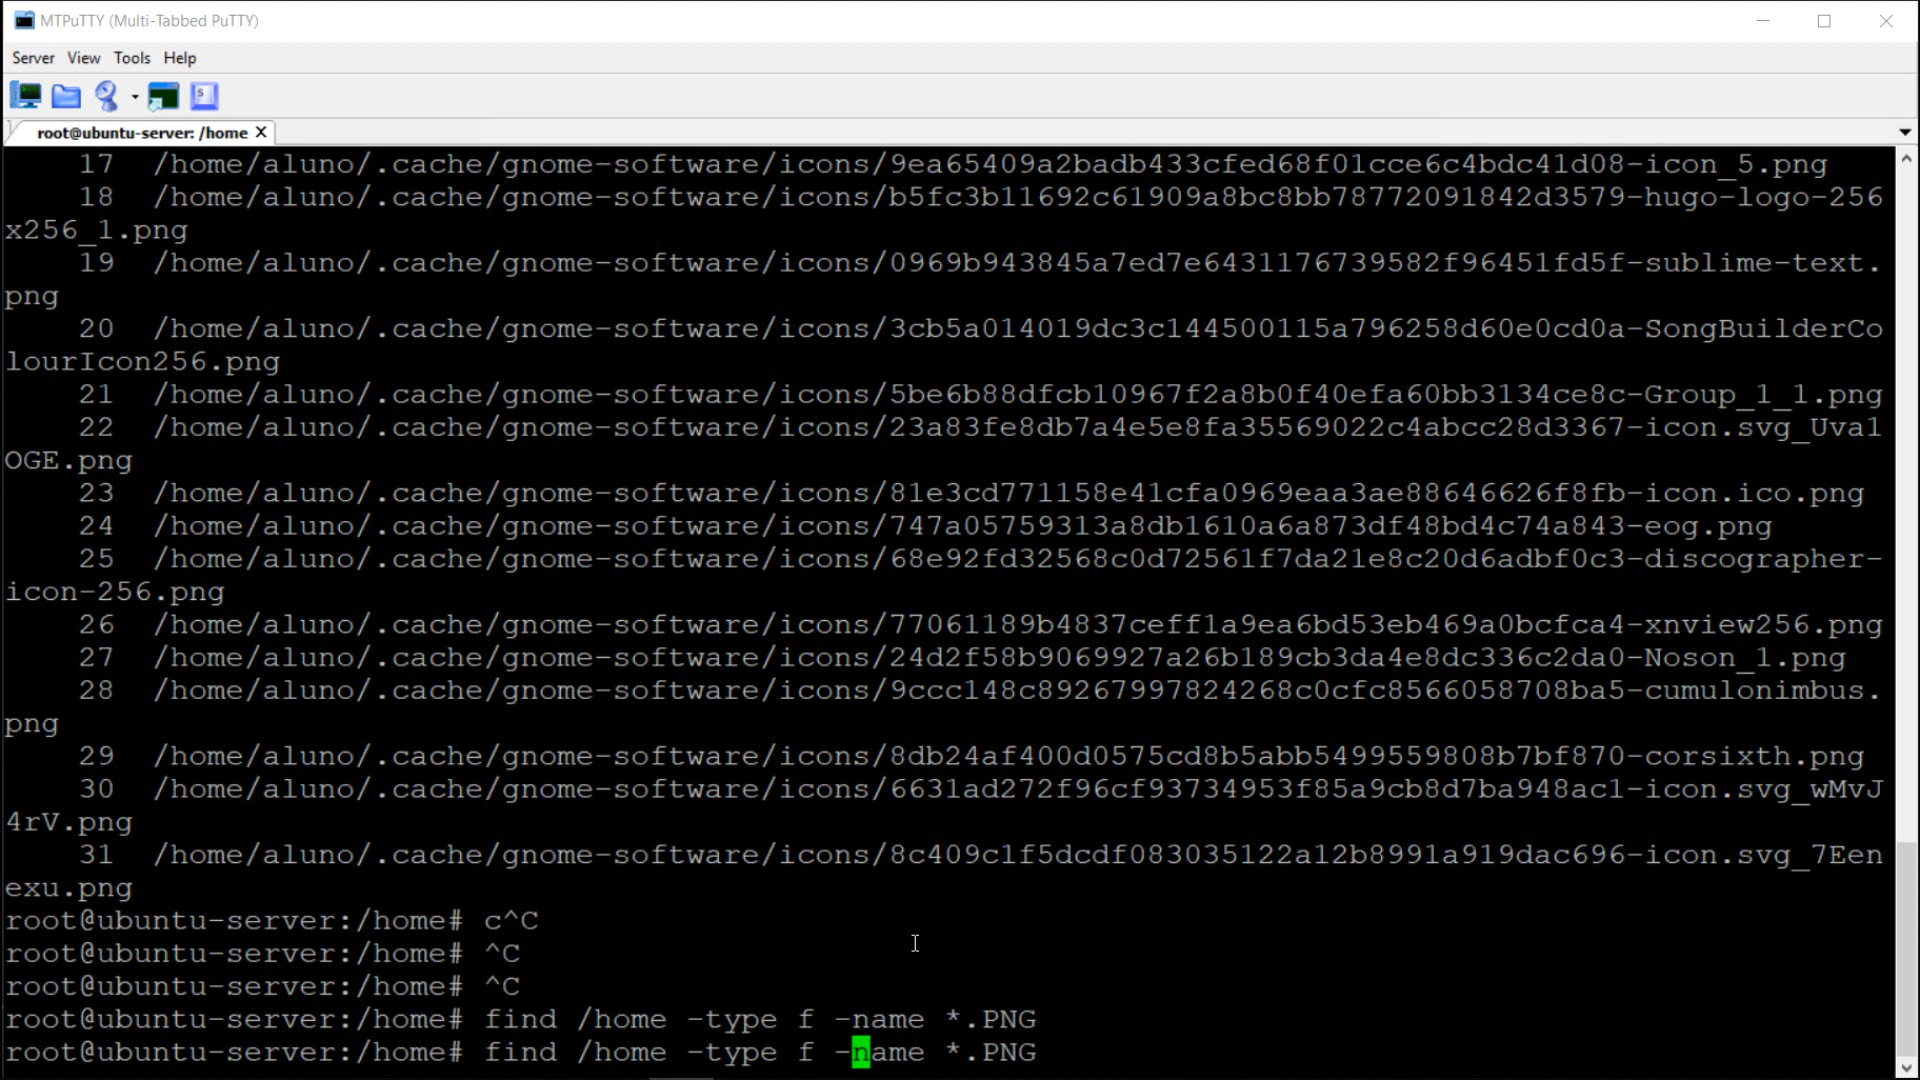 MTPuTTY (Multi-Tabbed PuTTY)
Server View Tools Help
root@ubuntu-server: /home X
17 /home/aluno/.cache/gnome-software/icons/9ea65409a2badb433cfed68f01cce6c4bdc41d08-icon_5.png
18 /home/aluno/.cache/gnome-software/icons/b5fc3b11692c61909a8bc8bb78772091842d3579-hugo-logo-256
x256_1.png
19 /home/aluno/.cache/gnome-software/icons/0969b943845a7ed7e6431176739582f96451fd5f-sublime-text.
png
20 /home/aluno/.cache/gnome-software/icons/3cb5a014019dc3c144500115a796258d60e0cd0a-SongBuilderCo
lourIcon256.png
21 /home/aluno/.cache/gnome-software/icons/5be6b88dfcb10967f2a8b0f40efa60bb3134ce8c-Group_1_1.png
22 /home/aluno/.cache/gnome-software/icons/23a83fe8db7a4e5e8fa35569022c4abcc28d3367-icon.svg_Uva1
OGE.png
23 /home/aluno/.cache/gnome-software/icons/81e3cd771158e41cfa0969eaa3ae88646626f8fb-icon.ico.png
24 /home/aluno/.cache/gnome-software/icons/747a05759313a8db1610a6a873df48bd4c74a843-eog.png
25 /home/aluno/.cache/gnome-software/icons/68e92fd32568c0d72561f7da21e8c20d6adbf0c3-discographer-
icon-256.png
26 /home/aluno/.cache/gnome-software/icons/77061189b4837ceff1a9ea6bd53eb469a0bcfca4-xnview256.png
27 /home/aluno/.cache/gnome-software/icons/24d2f58b9069927a26b189cb3da4e8dc336c2da0-Noson_1.png
28 /home/aluno/.cache/gnome-software/icons/9ccc148c89267997824268c0cfc8566058708ba5-cumulonimbus.
png
29 /home/aluno/.cache/gnome-software/icons/8db24af400d0575cd8b5abb5499559808b7bf870-corsixth.png
30 /home/aluno/.cache/gnome-software/icons/6631ad272f96cf93734953f85a9cb8d7ba948ac1-icon.svg_wMvJ
4rV.png
31 /home/aluno/.cache/gnome-software/icons/8c409c1f5dcdf083035122a12b8991a919dac696-icon.svg_7Een
exu.png
root@ubuntu-server:/home# c^C
root@ubuntu-server:/home# ^C
root@ubuntu-server:/home# ^C
root@ubuntu-server:/home# find /home -type f -name *.PNG
root@ubuntu-server:/home# find /home -type f -name *.PNG